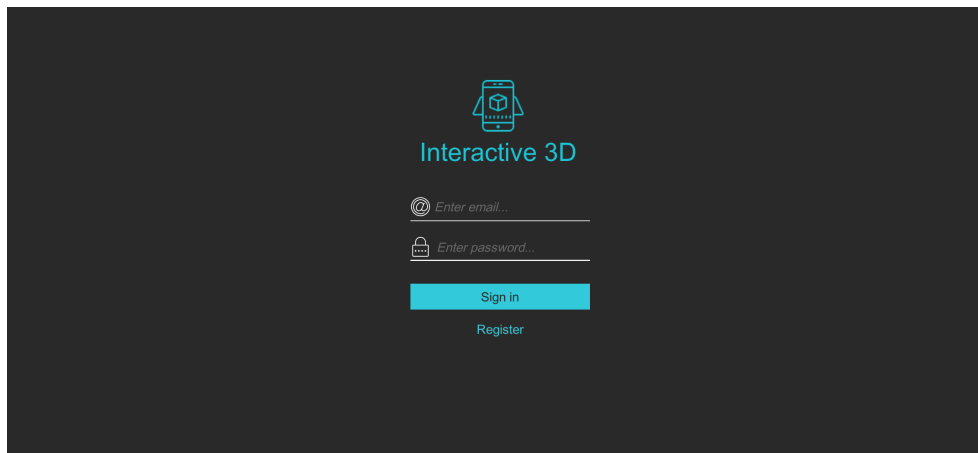 Interactive 3D
Enter email...
Enter password...
Sign in
Register